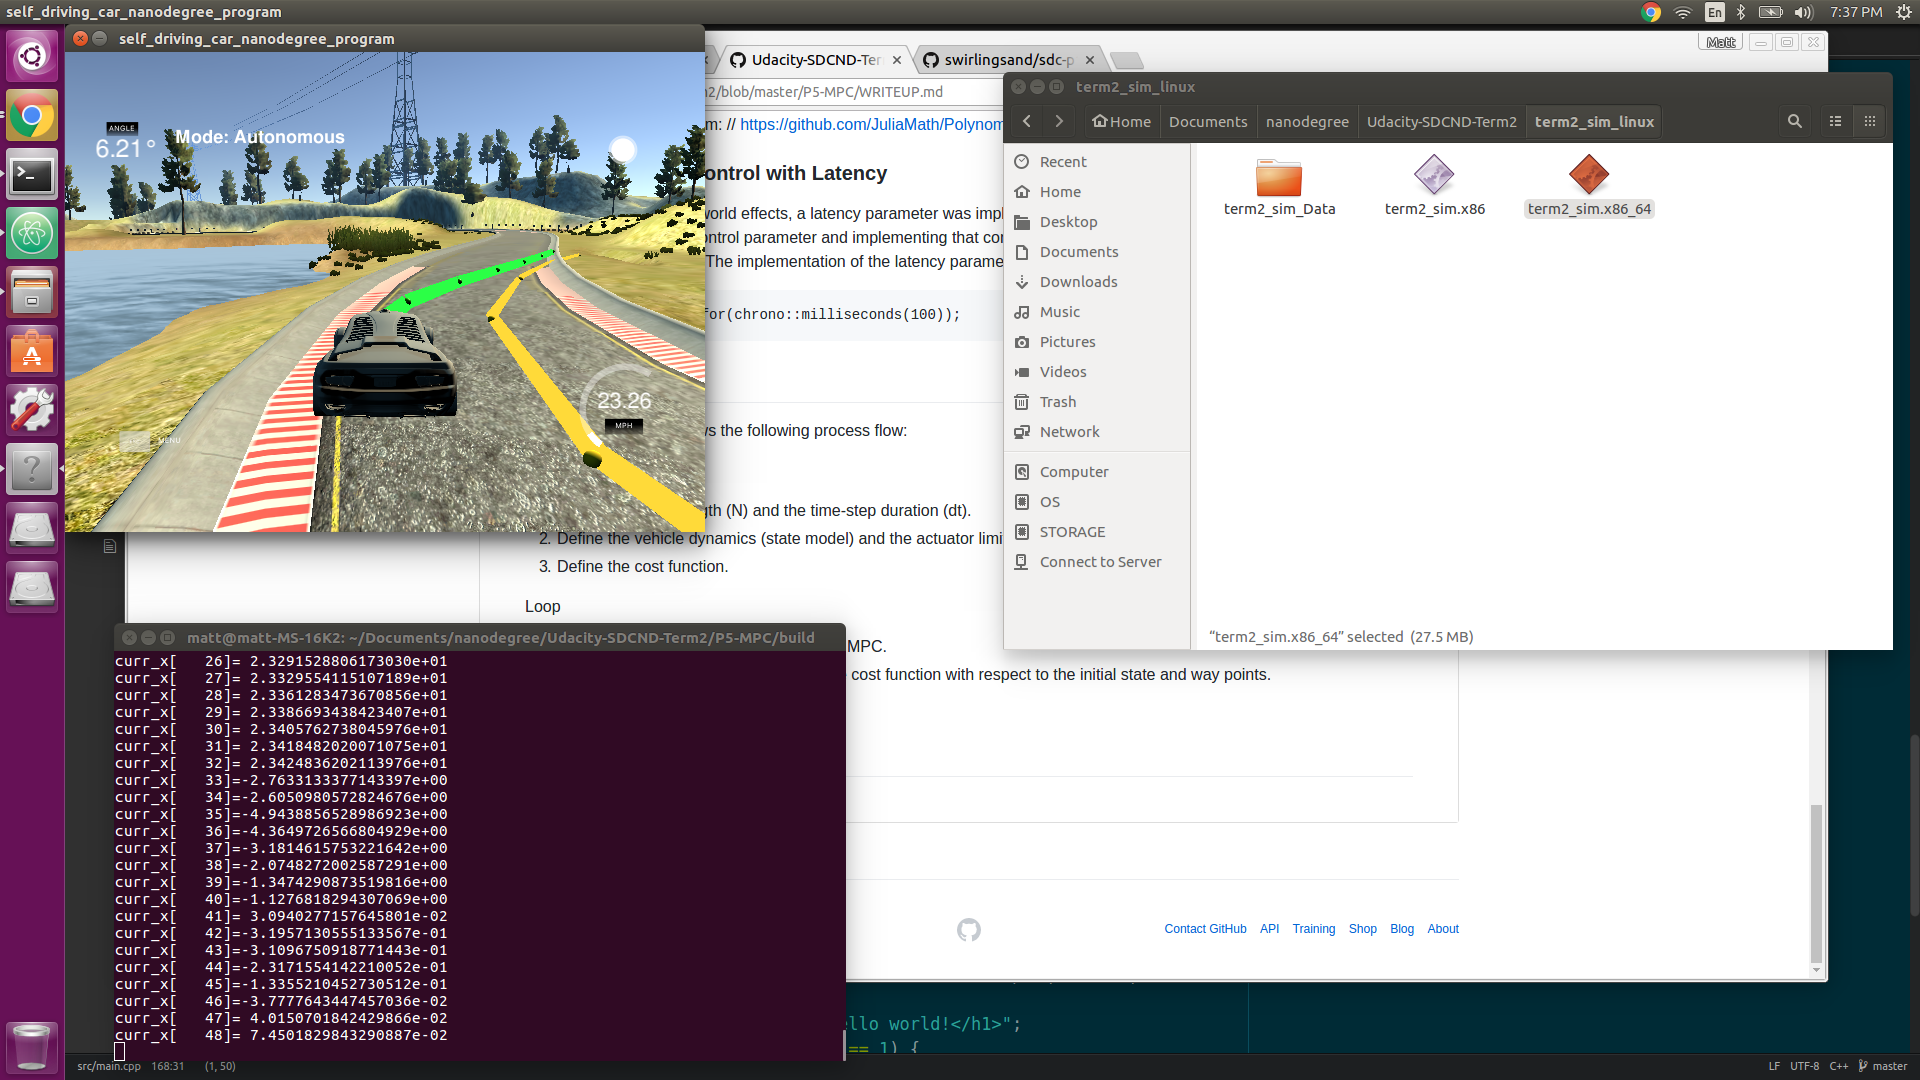 self_driving_car_nanodegree_program
En
7:37 PM
self_driving_car_nanodegree_program
ANGLE
6.21°
Mode: Autonomous
23.26
MPH
MENU
Udacity-SDCND-Ter
swirlingsand/sdc-p
Matt
2/blob/master/P5-MPC/WRITEUP.md
m: // https://github.com/JuliaMath/Polynom
ontrol with Latency
world effects, a latency parameter was impl
ontrol parameter and implementing that con
The implementation of the latency parame
for(chrono::milliseconds(100));
s the following process flow:
gth (N) and the time-step duration (dt).
2. Define the vehicle dynamics (state model) and the actuator limi
3. Define the cost function.
Loop
MPC.
cost function with respect to the initial state and way points.
Contact GitHub API Training Shop Blog About
term2_sim_linux
Home Documents nanodegree Udacity-SDCND-Term2 term2_sim_linux
Recent
Home
Desktop
Documents
Downloads
Music
Pictures
Videos
Trash
Network
Computer
OS
STORAGE
Connect to Server
term2_sim_Data
term2_sim.x86
term2_sim.x86_64
“term2_sim.x86_64” selected (27.5 MB)
matt@matt-MS-16K2: ~/Documents/nanodegree/Udacity-SDCND-Term2/P5-MPC/build
curr_x[   26]= 2.3291528806173030e+01
curr_x[   27]= 2.3329554115107189e+01
curr_x[   28]= 2.3361283473670856e+01
curr_x[   29]= 2.3386693438423407e+01
curr_x[   30]= 2.3405762738045976e+01
curr_x[   31]= 2.3418482020071075e+01
curr_x[   32]= 2.3424836202113976e+01
curr_x[   33]=-2.7633133377143397e+00
curr_x[   34]=-2.6050980572824676e+00
curr_x[   35]=-4.9438856528986923e+00
curr_x[   36]=-4.3649726566804929e+00
curr_x[   37]=-3.1814615753221642e+00
curr_x[   38]=-2.0748272002587291e+00
curr_x[   39]=-1.3474290873519816e+00
curr_x[   40]=-1.1276818294307069e+00
curr_x[   41]= 3.0940277157645801e-02
curr_x[   42]=-3.1957130555133567e-01
curr_x[   43]=-3.1096750918771443e-01
curr_x[   44]=-2.3171554142210052e-01
curr_x[   45]=-1.3355210452730512e-01
curr_x[   46]=-3.7777643447457036e-02
curr_x[   47]= 4.0150701842429866e-02
curr_x[   48]= 7.4501829843290887e-02
llo world!</h1>";
== 1) {
src/main.cpp 168:31 (1, 50)
LF UTF-8 C++ master